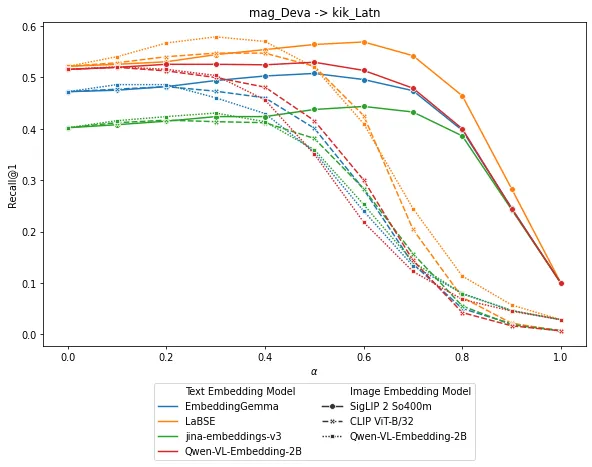 mag_Deva -> kik_Latn
0.6
0.5
0.4
0.3
0.2
0.1
0.0
Recall@1
0.0 0.2 0.4 0.6 0.8 1.0
α
Text Embedding Model Image Embedding Model
EmbeddingGemma SigLIP 2 So400m
LaBSE CLIP ViT-B/32
jina-embeddings-v3 Qwen-VL-Embedding-2B
Qwen-VL-Embedding-2B